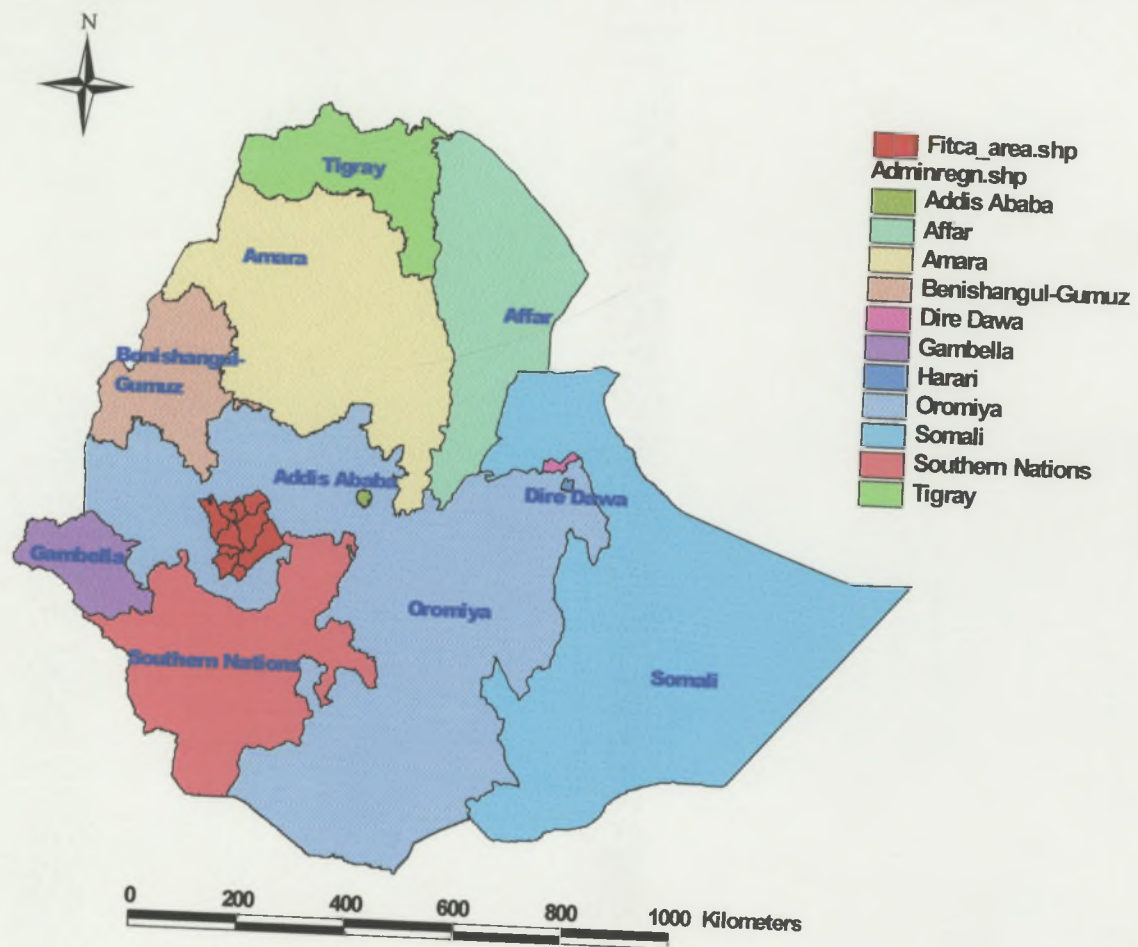 N
Fitca_area.shp
Adminregn.shp
Addis Ababa
Affar
Amara
Benishangul-Gumuz
Dire Dawa
Gambella
Harari
Oromiya
Somali
Southern Nations
Tigray
Tigray
Amara
Affar
Benishangul-
Gumuz
Addis Ababa
Dire Dawa
Gambella
Oromiya
Southern Nations
Somali
0 200 400 600 800 1000 Kilometers